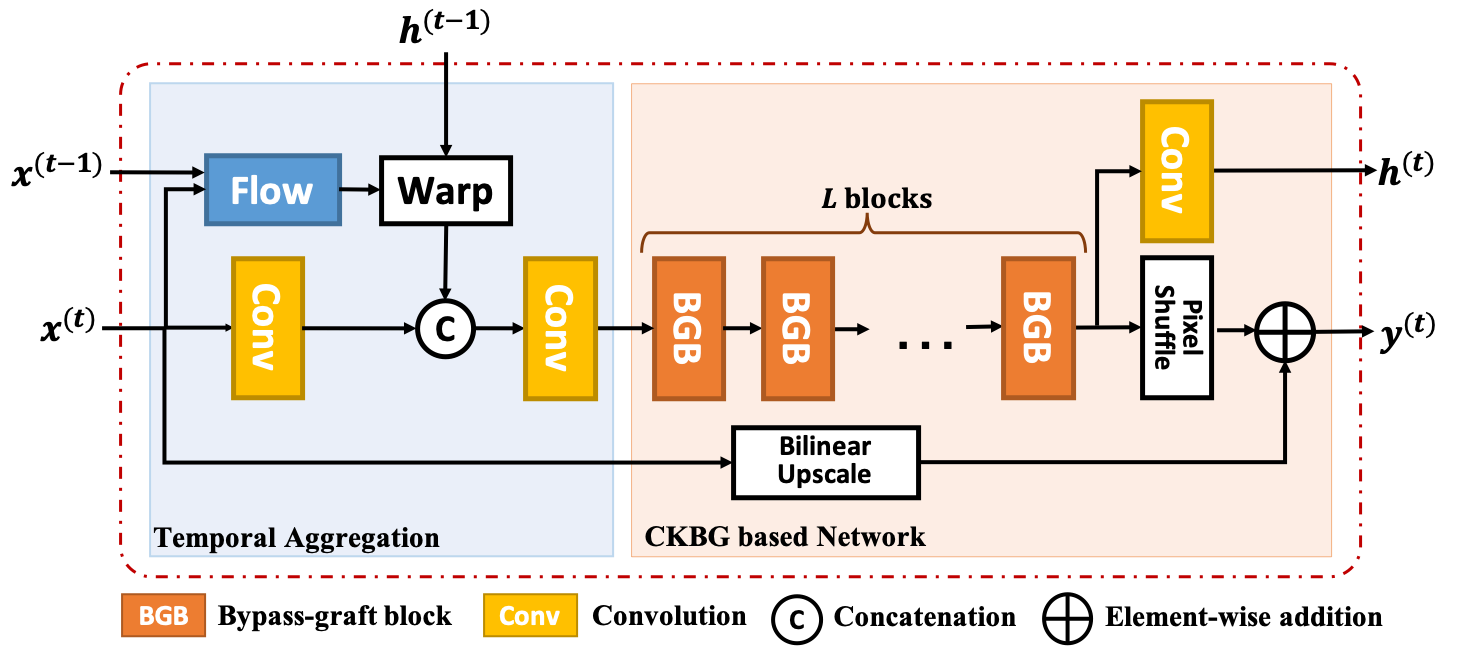 h^(t−1)
x^(t−1)
Flow
Warp
Conv
h^(t)
L blocks
x^(t)
Conv
C
Conv
BGB
BGB
...
BGB
Pixel
Shuffle
y^(t)
Bilinear
Upscale
Temporal Aggregation
CKBG based Network
BGB Bypass-graft block
Conv Convolution
C Concatenation
Element-wise addition